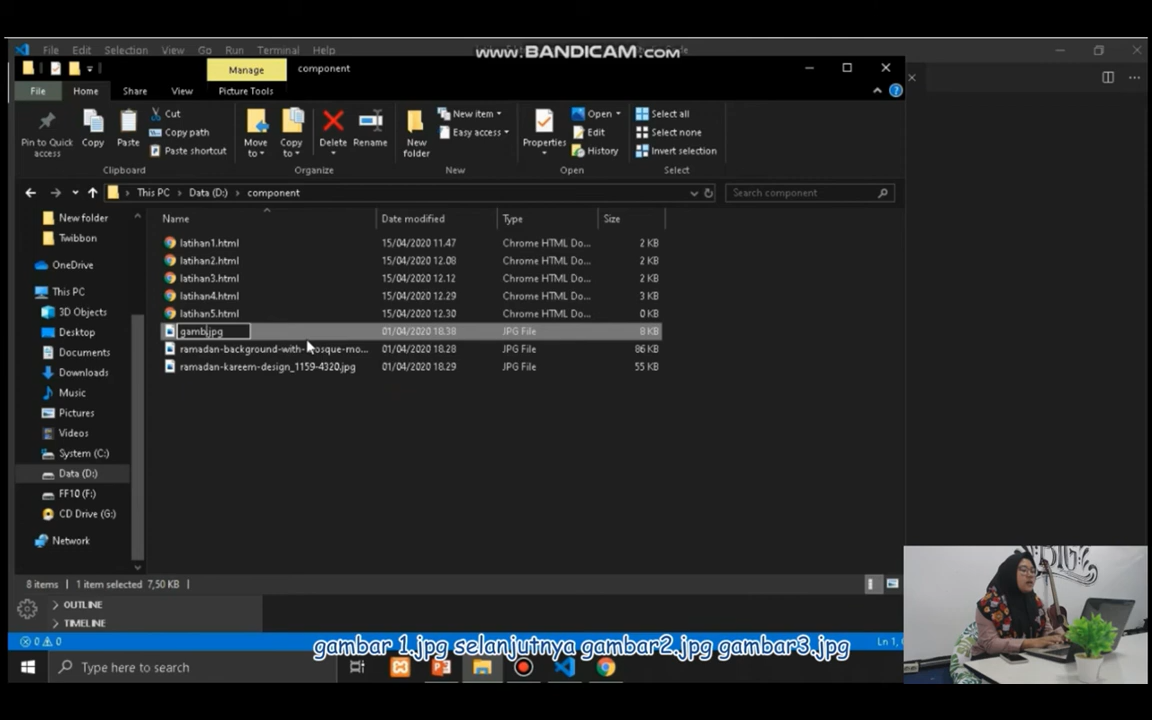 File Edit Selection View Go Run Terminal Help
www.BANDICAM.com
Manage component
File Home Share View Picture Tools
Pin to Quick access
Copy
Paste
Cut
Copy path
Paste shortcut
Clipboard
Move to
Copy to
Delete
Rename
Organize
New folder
New item
Easy access
New
Properties
Open
Edit
History
Open
Select all
Select none
Invert selection
Select
This PC > Data (D:) > component
Search component
Name Date modified Type Size
latihan1.html 15/04/2020 11.47 Chrome HTML Do... 2 KB
latihan2.html 15/04/2020 12.08 Chrome HTML Do... 2 KB
latihan3.html 15/04/2020 12.12 Chrome HTML Do... 2 KB
latihan4.html 15/04/2020 12.29 Chrome HTML Do... 3 KB
latihan5.html 15/04/2020 12.30 Chrome HTML Do... 0 KB
gamb.jpg 01/04/2020 18.38 JPG File 8 KB
ramadan-background-with-mosque-mo... 01/04/2020 18.28 JPG File 86 KB
ramadan-kareem-design_1159-4320.jpg 01/04/2020 18.29 JPG File 55 KB
New folder
Twibbon
OneDrive
This PC
3D Objects
Desktop
Documents
Downloads
Music
Pictures
Videos
System (C:)
Data (D:)
FF10 (F:)
CD Drive (G:)
Network
8 items 1 item selected 7,50 KB
OUTLINE
TIMELINE
0 0
Ln 1,
gambar 1.jpg selanjutnya gambar2.jpg gambar3.jpg
Type here to search